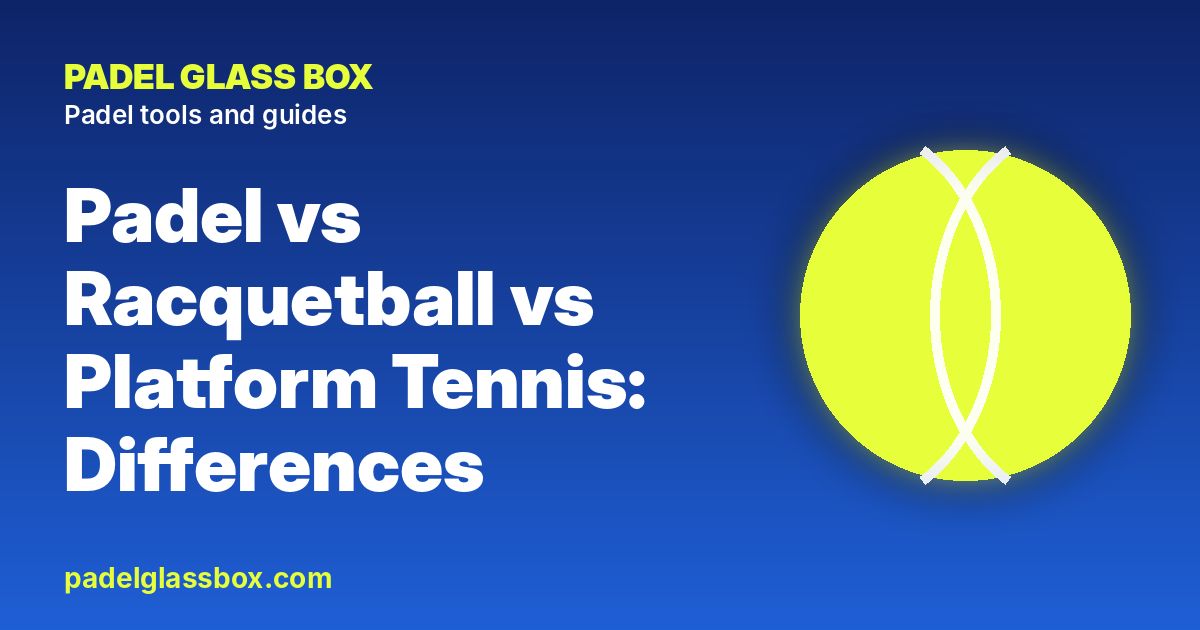 PADEL GLASS BOX
Padel tools and guides
Padel vs
Racquetball vs
Platform Tennis:
Differences
padelglassbox.com